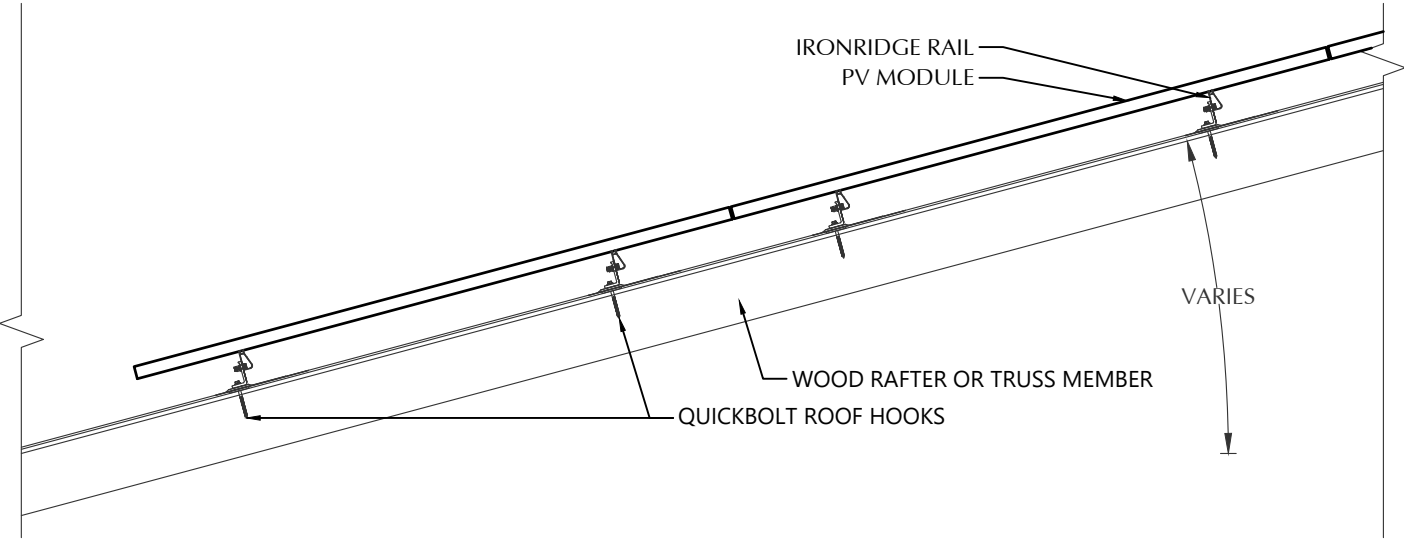 IRONRIDGE RAIL
PV MODULE
VARIES
WOOD RAFTER OR TRUSS MEMBER
QUICKBOLT ROOF HOOKS